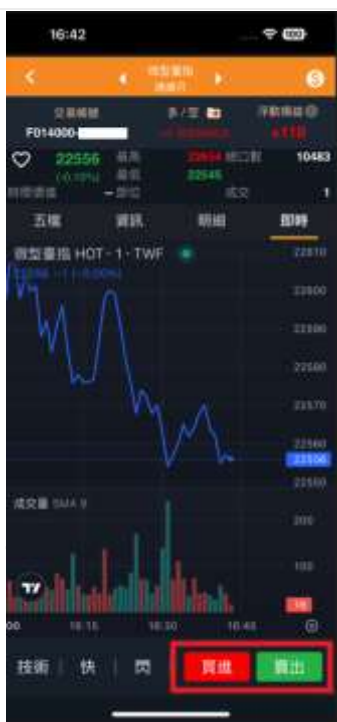 16:42
100
微型臺指
交易帳號 多/空 浮動損益
F014000-
22556 最高 總口數 10483
最低 22545
成交 1
五檔 資訊 明細 即時
微型臺指 HOT · 1 · TWF
22610
22600
22590
22580
22570
22560
22556
22550
成交量 SMA 9
200
100
16:15 16:30 16:45
技術 快 閃 買進 賣出